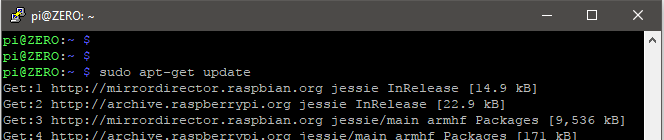 pi@ZERO: ~
pi@ZERO:~ $
pi@ZERO:~ $
pi@ZERO:~ $ sudo apt-get update
Get:1 http://mirrordirector.raspbian.org jessie InRelease [14.9 kB]
Get:2 http://archive.raspberrypi.org jessie InRelease [22.9 kB]
Get:3 http://mirrordirector.raspbian.org jessie/main armhf Packages [9,536 kB]
Get:4 http://archive.raspberrypi.org jessie/main armhf Packages [171 kB]